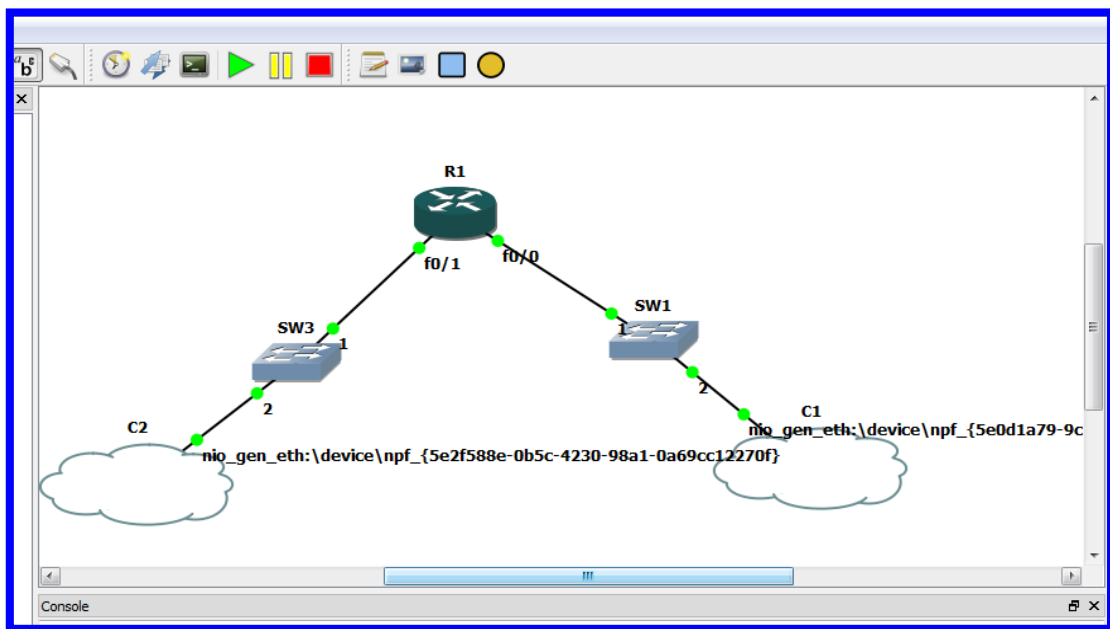 R1
f0/1
f0/0
SW3
1
2
SW1
1
2
C2
nio_gen_eth:\device\npf_{5e2f588e-0b5c-4230-98a1-0a69cc12270f}
C1
nio_gen_eth:\device\npf_{5e0d1a79-9c
Console